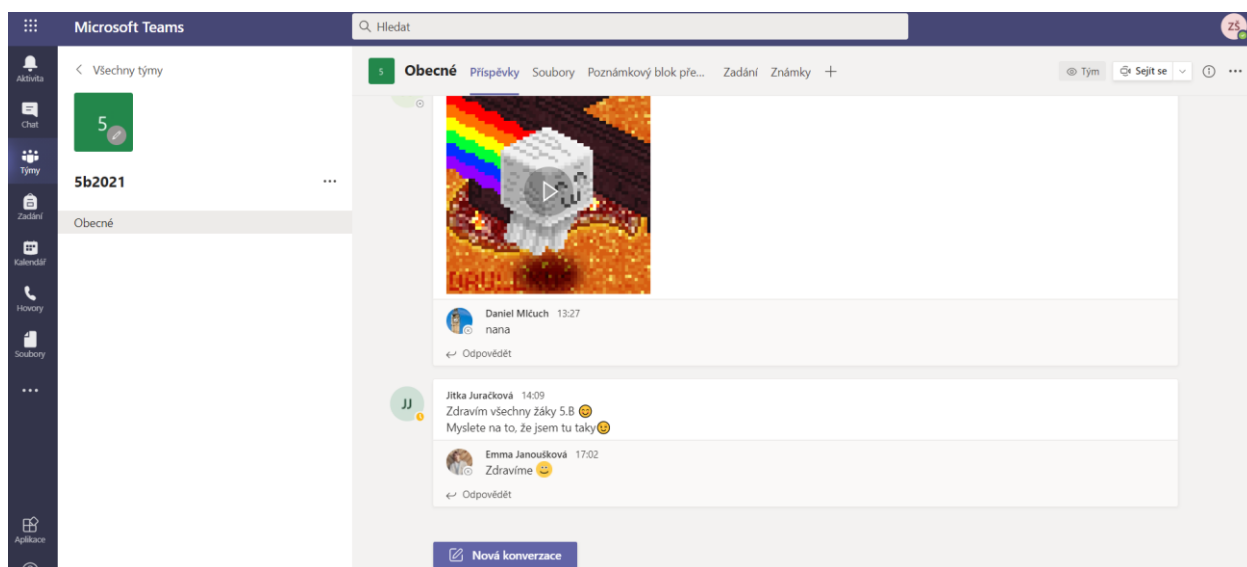 Microsoft Teams
Hledat
ZŠ
Aktivita
Chat
Týmy
Zadání
Kalendář
Hovory
Soubory
Aplikace
Všechny týmy
5
5b2021
Obecné
5
Obecné Příspěvky Soubory Poznámkový blok pře... Zadání Známky
Tým
Sejít se
Daniel Mlčuch 13:27
nana
Odpovědět
JJ
Jitka Juračková 14:09
Zdravím všechny žáky 5.B 😊
Myslete na to, že jsem tu taky😉
Emma Janoušková 17:02
Zdravíme 😀
Odpovědět
Nová konverzace